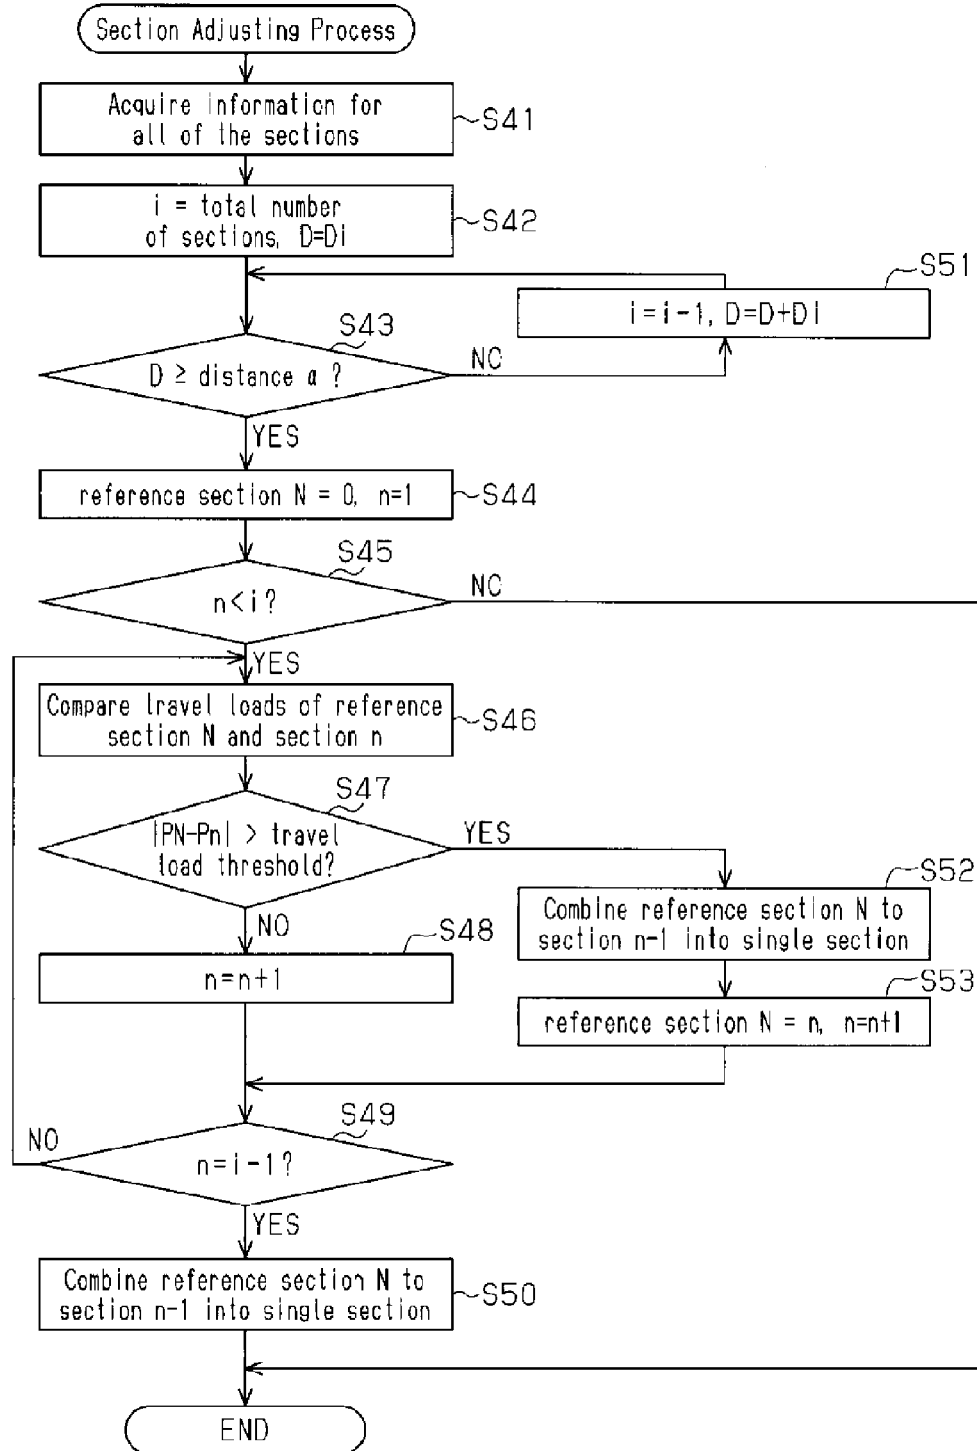 Section Adjusting Process
Acquire information for
all of the sections
S41
i = total number
of sections, D=Di
S42
S51
i=i-1, D=D+Di
S43
D ≥ distance α ?
NO
YES
reference section N = 0, n=1
S44
S45
n<i?
NO
YES
Compare travel loads of reference
section N and section n
S46
S47
|PN-Pn| > travel
load threshold?
YES
NO
S52
Combine reference section N to
section n-1 into single section
S48
n=n+1
S53
reference section N = n, n=n+1
S49
n=i-1?
NO
YES
Combine reference section N to
section n-1 into single section
S50
END